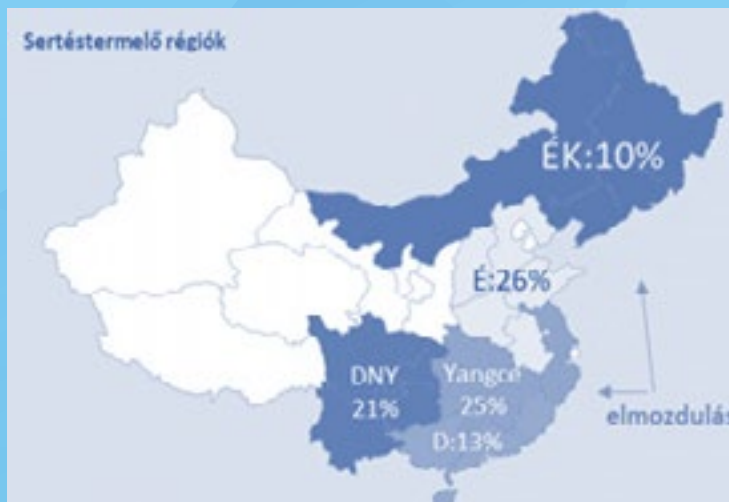 Sertéstermelő régiók
ÉK:10%
É:26%
DNY
21%
Yangce
25%
D:13%
elmozdulás